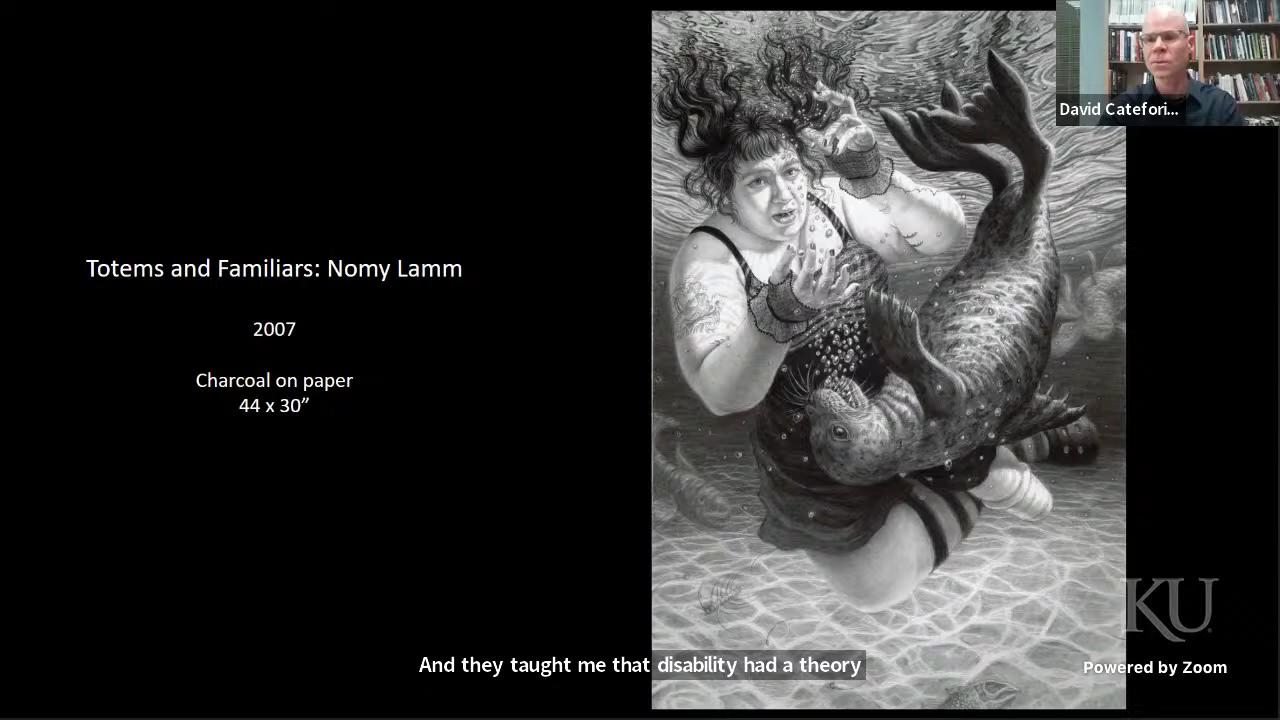 David Catefori...
Totems and Familiars: Nomy Lamm
2007
Charcoal on paper
44 x 30”
KU
And they taught me that disability had a theory
Powered by Zoom